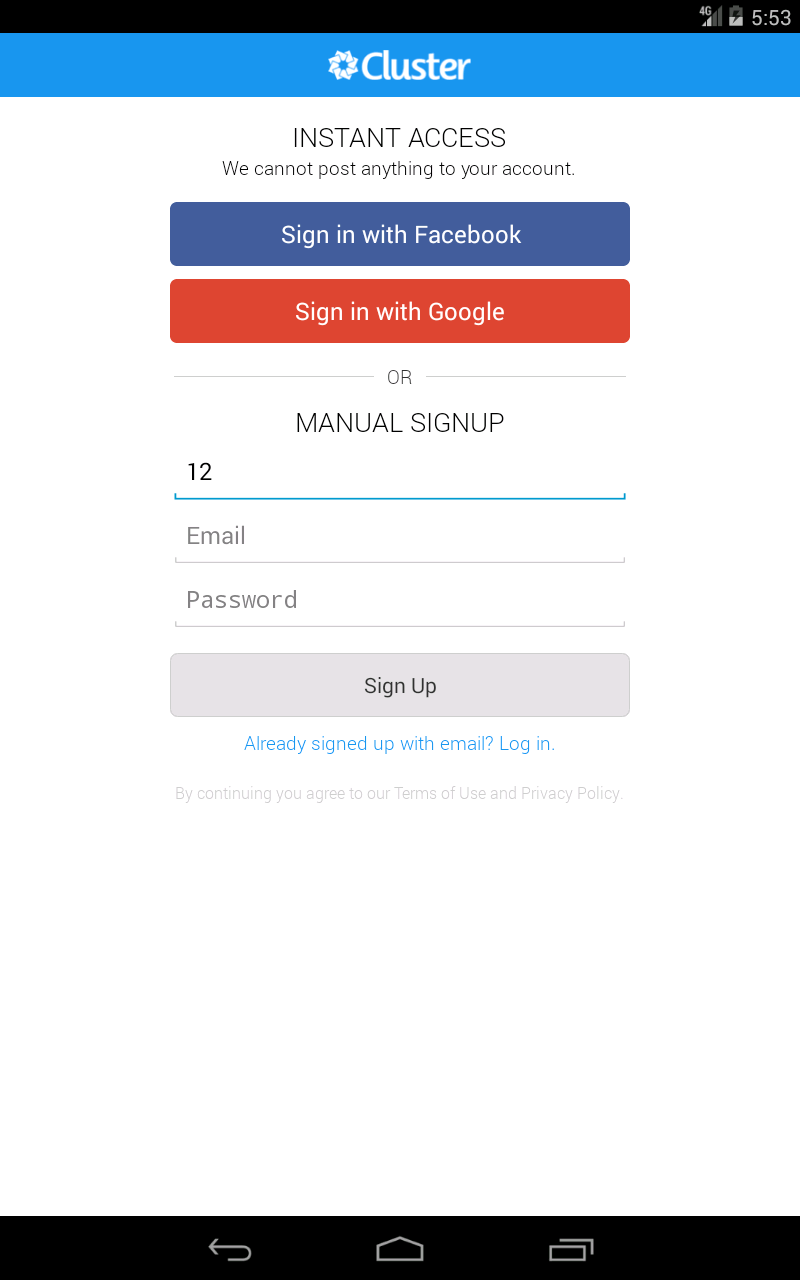 4G 5:53
Cluster
INSTANT ACCESS
We cannot post anything to your account.
Sign in with Facebook
Sign in with Google
OR
MANUAL SIGNUP
12
Email
Password
Sign Up
Already signed up with email? Log in.
By continuing you agree to our Terms of Use and Privacy Policy.